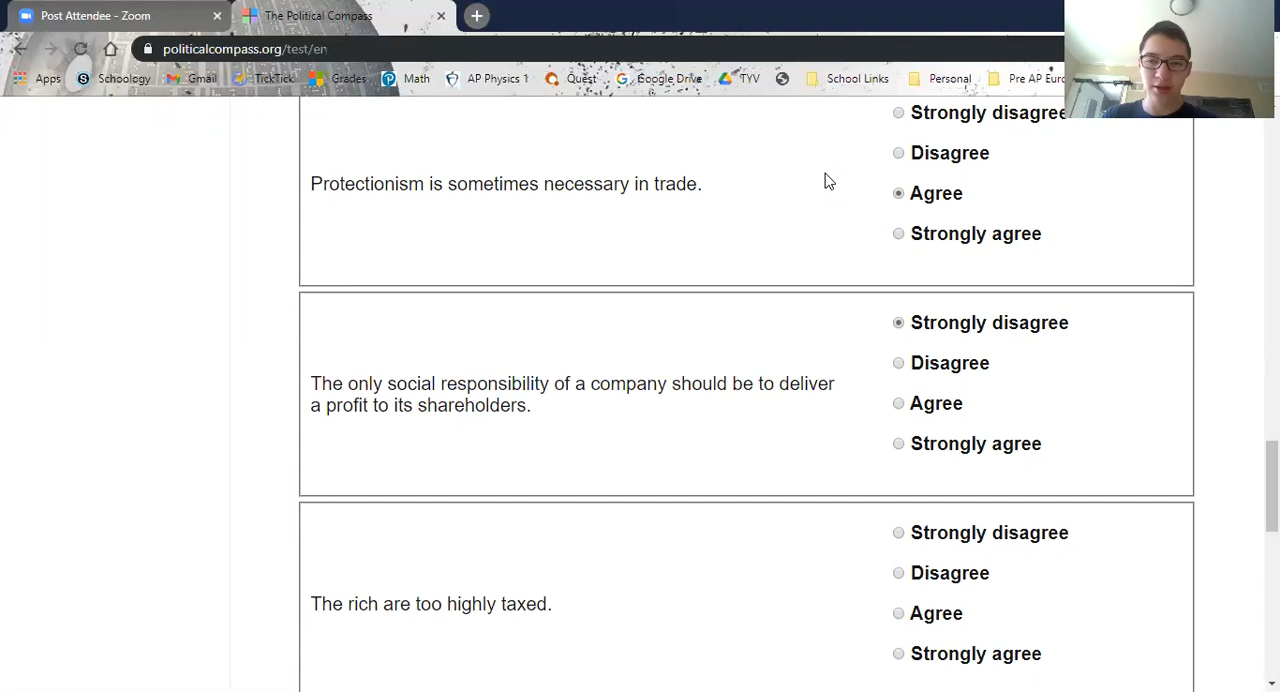 Post Attendee - Zoom
The Political Compass
politicalcompass.org/test/en
Apps Schoology Gmail TickTick Grades Math AP Physics 1 Quest Google Drive TYV School Links Personal Pre AP Euro
Strongly disagree
Disagree
Protectionism is sometimes necessary in trade.
Agree
Strongly agree
Strongly disagree
Disagree
The only social responsibility of a company should be to deliver
a profit to its shareholders.
Agree
Strongly agree
Strongly disagree
Disagree
The rich are too highly taxed.
Agree
Strongly agree